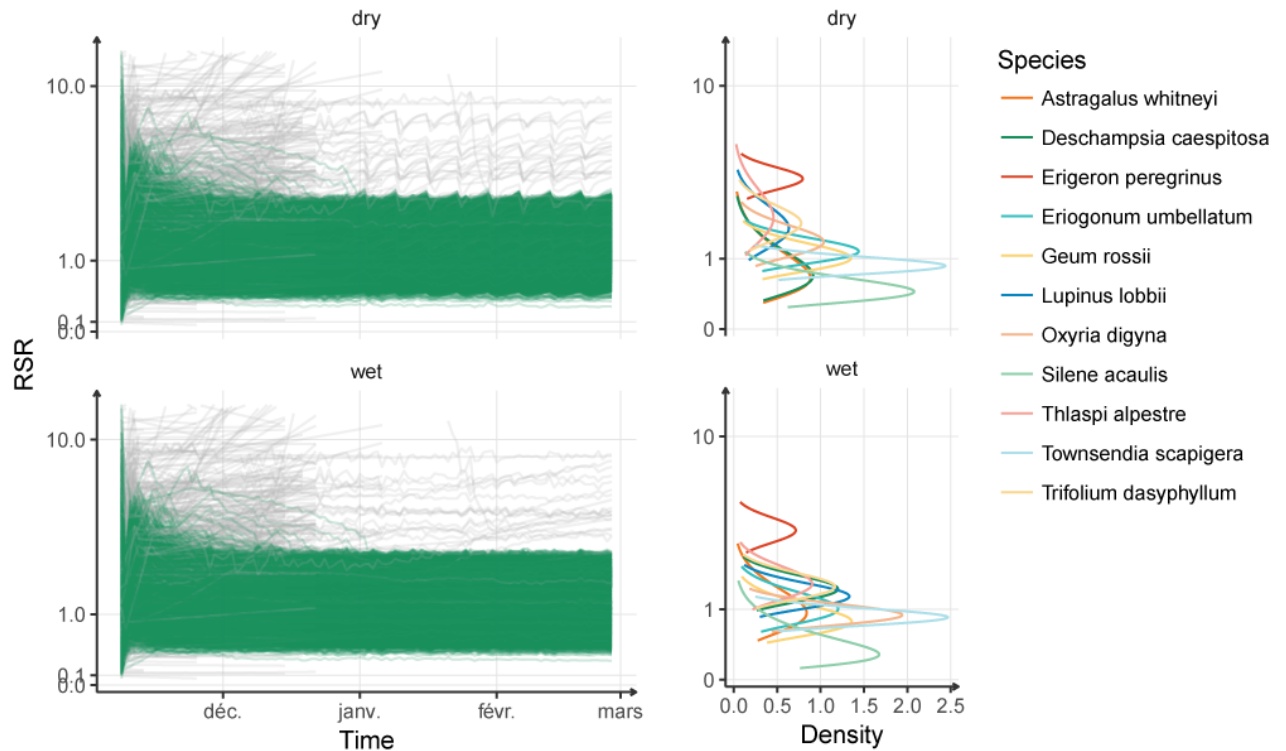 dry
10.0
1.0
0.1
0.0
wet
10.0
1.0
0.1
0.0
déc.
janv.
févr.
mars
Time
RSR
dry
10
1
0
wet
10
1
0
0.0
0.5
1.0
1.5
2.0
2.5
Density
Species
Astragalus whitneyi
Deschampsia caespitosa
Erigeron peregrinus
Eriogonum umbellatum
Geum rossii
Lupinus lobbii
Oxyria digyna
Silene acaulis
Thlaspi alpestre
Townsendia scapigera
Trifolium dasyphyllum